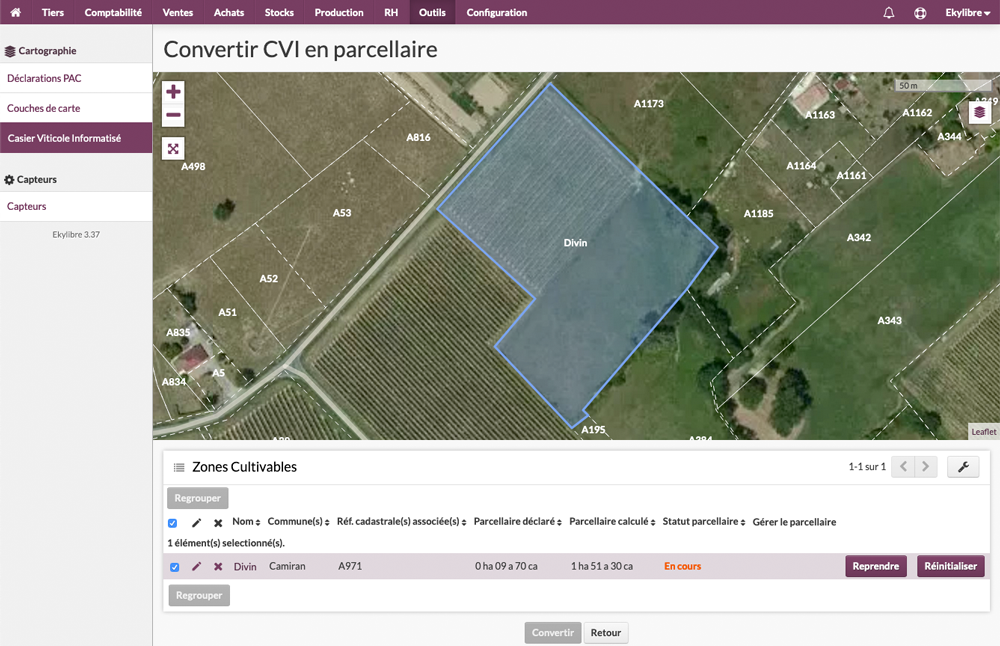 Tiers Comptabilité Ventes Achats Stocks Production RH Outils Configuration Ekylibre
Cartographie
Déclarations PAC
Couches de carte
Casier Viticole Informatisé
Capteurs
Capteurs
Ekylibre 3.37
Convertir CVI en parcellaire
50 m
A1173
A1163
A1162
A344
A816
A498
A1164
A1161
A53
A1185
Divin
A342
A52
A51
A343
A835
A5
A834
A195
Leaflet
Zones Cultivables
1-1 sur 1
Regrouper
Nom Commune(s) Réf. cadastrale(s) associée(s) Parcellaire déclaré Parcellaire calculé Statut parcellaire Gérer le parcellaire
1 élément(s) selectionné(s).
Divin Camiran A971 0 ha 09 a 70 ca 1 ha 51 a 30 ca En cours Reprendre Réinitialiser
Regrouper
Convertir Retour